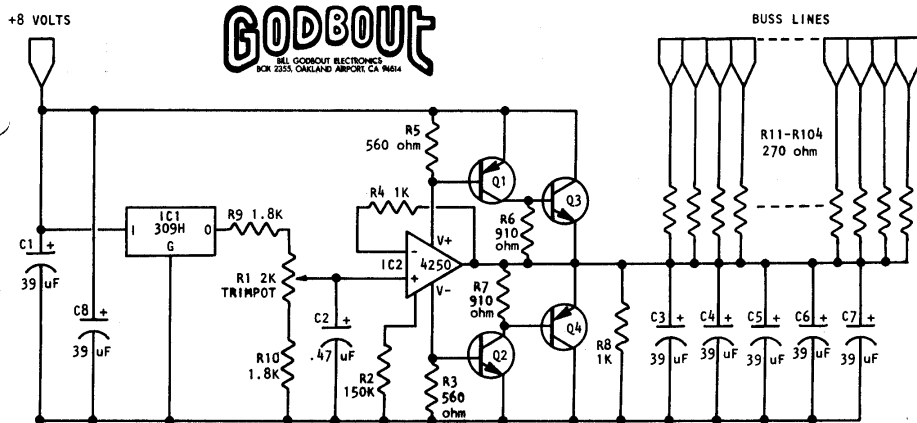 +8 VOLTS
GODBOUT
BILL GODBOUT ELECTRONICS
BOX 2355, OAKLAND AIRPORT, CA 94614
BUSS LINES
R5
560 ohm
Q1
R11-R104
270 ohm
R4 1K
Q3
IC1
309H
I
O
G
R9 1.8K
R6
910
ohm
C1
+
39 uF
R1 2K
TRIMPOT
V+
-
+
IC2
4250
V-
R7
910
ohm
C8
+
39 uF
C2
+
.47 uF
Q4
R8
1K
C3
+
39 uF
C4
+
39 uF
C5
+
39 uF
C6
+
39 uF
C7
+
39 uF
R10
1.8K
R2
150K
Q2
R3
560
ohm